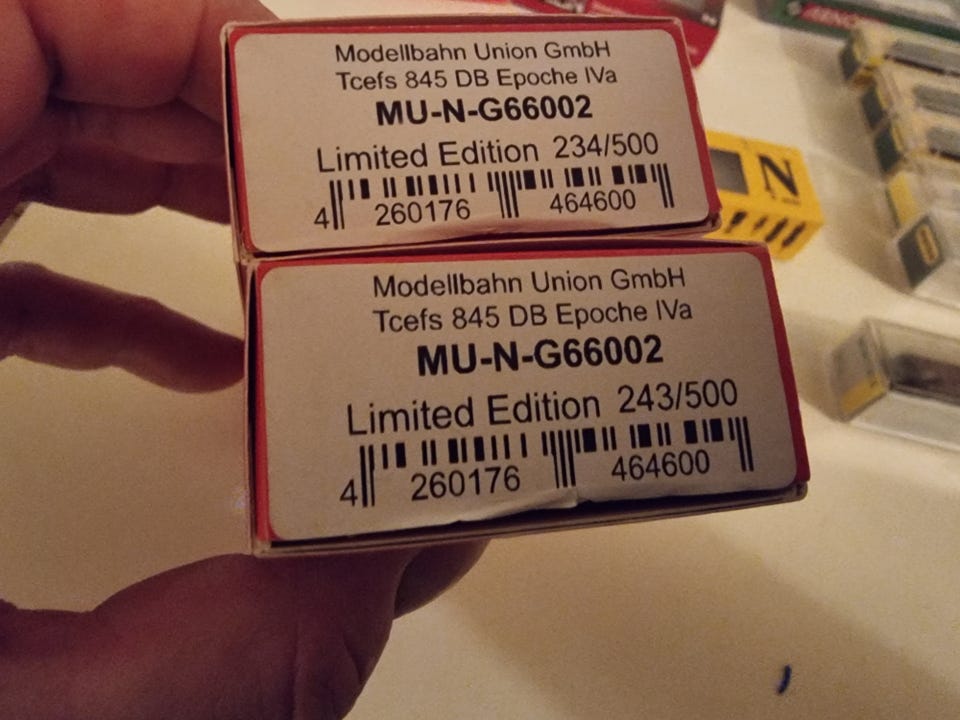 Modellbahn Union GmbH
Tcefs 845 DB Epoche IVa
MU-N-G66002
Limited Edition 234/500
4 260176 464600
Modellbahn Union GmbH
Tcefs 845 DB Epoche IVa
MU-N-G66002
Limited Edition 243/500
4 260176 464600
N